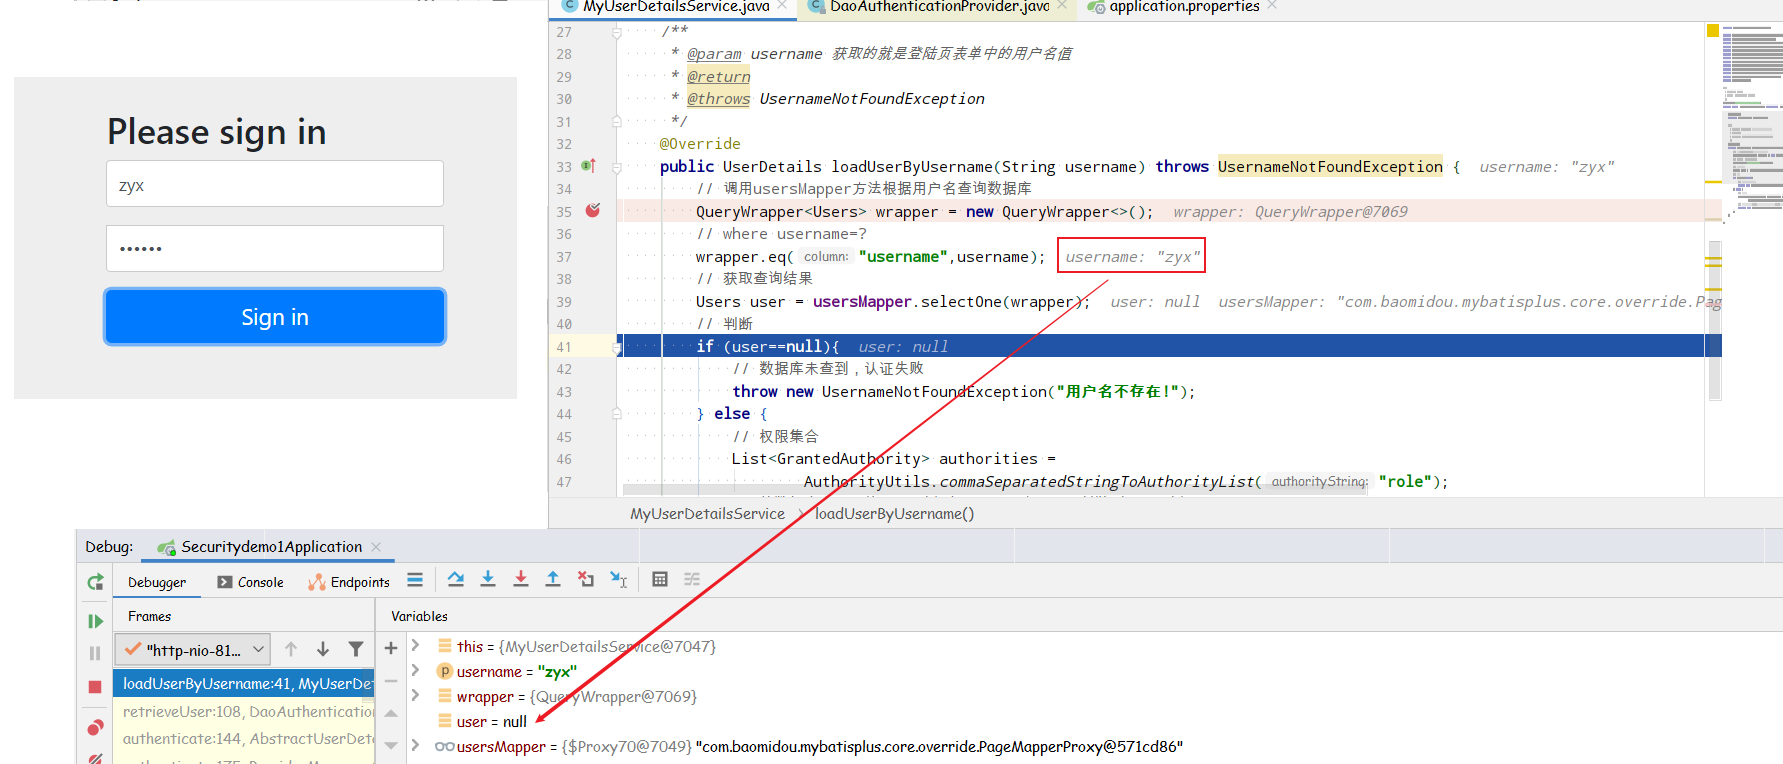 Please sign in
zyx
••••••
Sign in
MyUserDetailsService.java × DaoAuthenticationProvider.java × application.properties ×
27 /**
28 * @param username 获取的就是登陆页表单中的用户名值
29 * @return
30 * @throws UsernameNotFoundException
31 */
32 @Override
33 public UserDetails loadUserByUsername(String username) throws UsernameNotFoundException { username: "zyx"
34 // 调用usersMapper方法根据用户名查询数据库
35 QueryWrapper<Users> wrapper = new QueryWrapper<>(); wrapper: QueryWrapper@7069
36 // where username=?
37 wrapper.eq( column: "username",username); username: "zyx"
38 // 获取查询结果
39 Users user = usersMapper.selectOne(wrapper); user: null usersMapper: "com.baomidou.mybatisplus.core.override.Pag
40 // 判断
41 if (user==null){ user: null
42 // 数据库未查到，认证失败
43 throw new UsernameNotFoundException("用户名不存在!");
44 } else {
45 // 权限集合
46 List<GrantedAuthority> authorities =
47 AuthorityUtils.commaSeparatedStringToAuthorityList( authorityString: "role");
MyUserDetailsService > loadUserByUsername()
Debug: Securitydemo1Application ×
Debugger Console Endpoints
Frames Variables
"http-nio-81...
loadUserByUsername:41, MyUserDet
retrieveUser:108, DaoAuthentication
authenticate:144, AbstractUserDeta
this = {MyUserDetailsService@7047}
username = "zyx"
wrapper = {QueryWrapper@7069}
user = null
usersMapper = {$Proxy70@7049} "com.baomidou.mybatisplus.core.override.PageMapperProxy@571cd86"